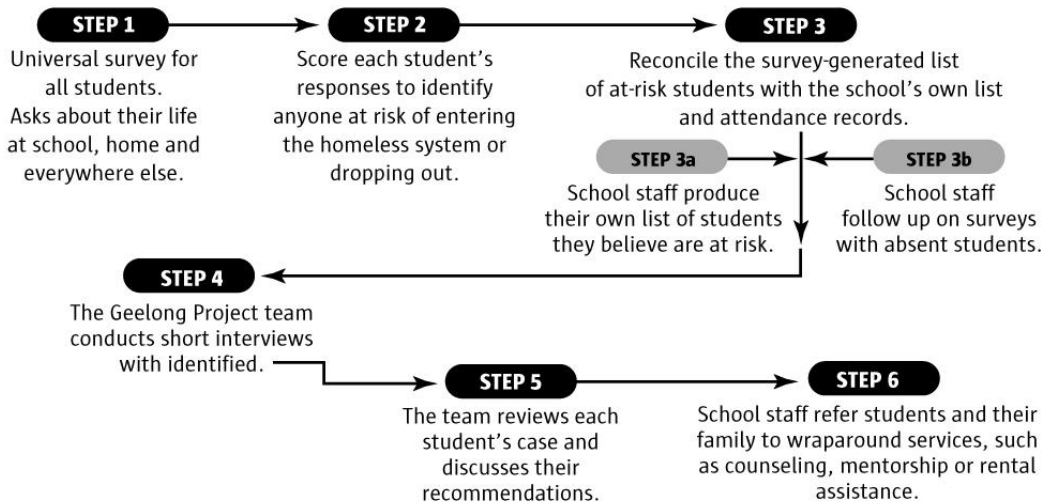 STEP 1
Universal survey for
all students.
Asks about their life
at school, home and
everywhere else.
STEP 2
Score each student’s
responses to identify
anyone at risk of entering
the homeless system or
dropping out.
STEP 3
Reconcile the survey-generated list
of at-risk students with the school’s own list
and attendance records.
STEP 3a
School staff produce
their own list of students
they believe are at risk.
STEP 3b
School staff
follow up on surveys
with absent students.
STEP 4
The Geelong Project team
conducts short interviews
with identified.
STEP 5
The team reviews each
student’s case and
discusses their
recommendations.
STEP 6
School staff refer students and their
family to wraparound services, such
as counseling, mentorship or rental
assistance.